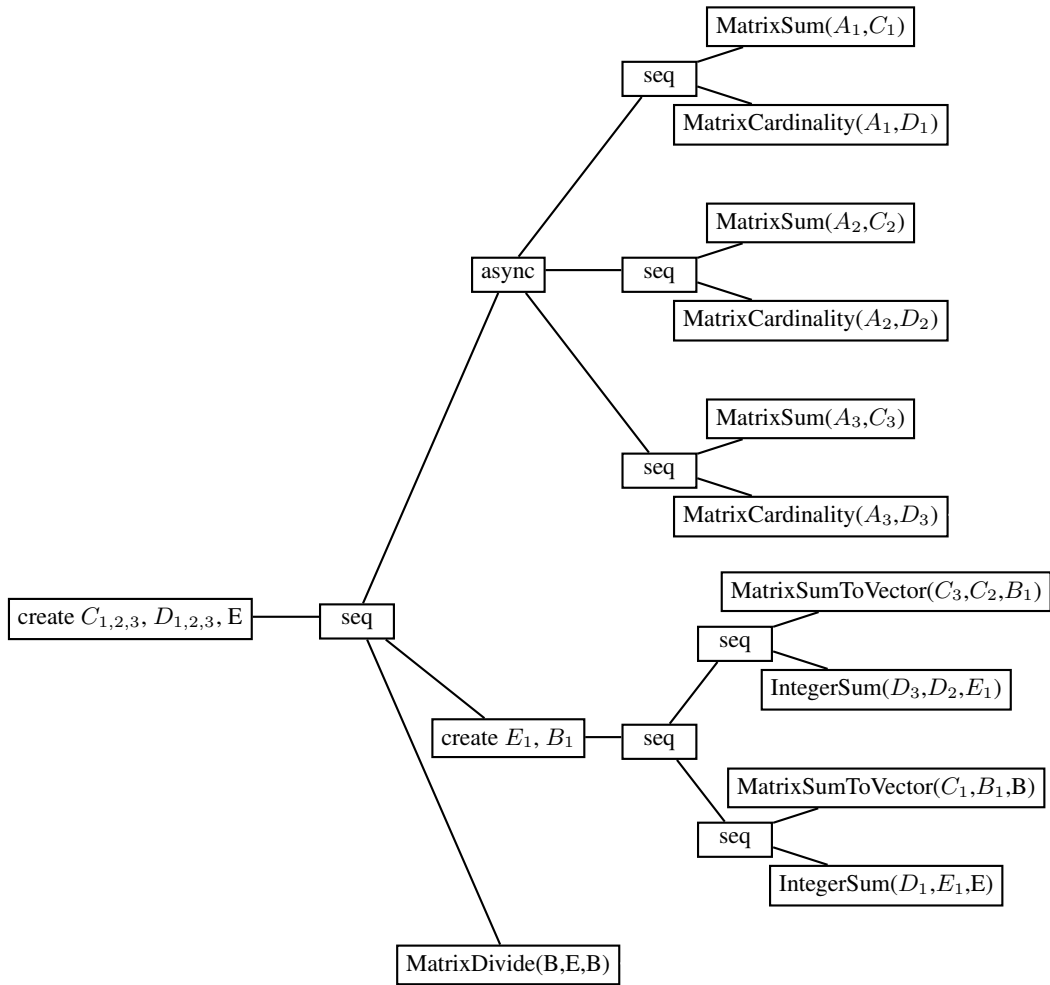 MatrixSum(A₁,C₁)
seq
MatrixCardinality(A₁,D₁)
MatrixSum(A₂,C₂)
async
seq
MatrixCardinality(A₂,D₂)
MatrixSum(A₃,C₃)
seq
MatrixCardinality(A₃,D₃)
MatrixSumToVector(C₃,C₂,B₁)
create C₁,₂,₃, D₁,₂,₃, E
seq
seq
IntegerSum(D₃,D₂,E₁)
create E₁, B₁
seq
MatrixSumToVector(C₁,B₁,B)
seq
IntegerSum(D₁,E₁,E)
MatrixDivide(B,E,B)